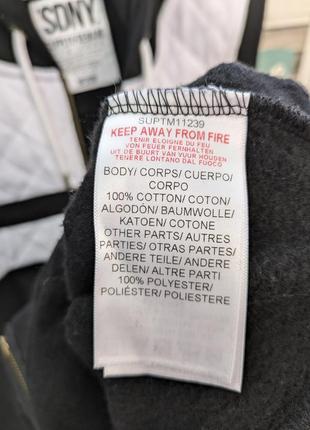 SDNY
SUPTM11239
KEEP AWAY FROM FIRE
TENIR ELOIGNE DU FEU
VON FEUER FERNHALTEN
UIT DE BUURT VAN VUUR HOUDEN
TENERE LONTANO DAL FUOCO
BODY/ CORPS/ CUERPO/
CORPO
100% COTTON/ COTON/
ALGODÓN/ BAUMWOLLE/
KATOEN/ COTONE
OTHER PARTS/ AUTRES
PARTIES/ OTRAS PARTES/
ANDERE TEILE/ ANDERE
DELEN/ ALTRE PARTI
100% POLYESTER/
POLIÉSTER/ POLIESTERE